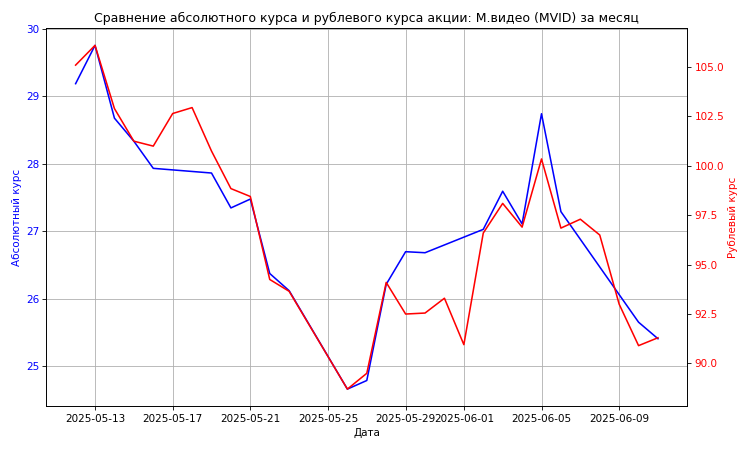 Сравнение абсолютного курса и рублевого курса акции: М.видео (MVID) за месяц
30
29
28
27
26
25
Абсолютный курс
105.0
102.5
100.0
97.5
95.0
92.5
90.0
Рублевый курс
2025-05-13 2025-05-17 2025-05-21 2025-05-25 2025-05-29 2025-06-01 2025-06-05 2025-06-09
Дата